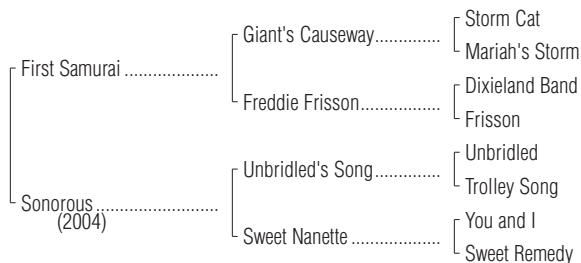 Storm Cat
Giant's Causeway..............
Mariah's Storm
First Samurai ....................
Dixieland Band
Freddie Frisson.................
Frisson
Unbridled
Unbridled's Song..............
Trolley Song
Sonorous..........................
(2004)
You and I
Sweet Nanette ..................
Sweet Remedy